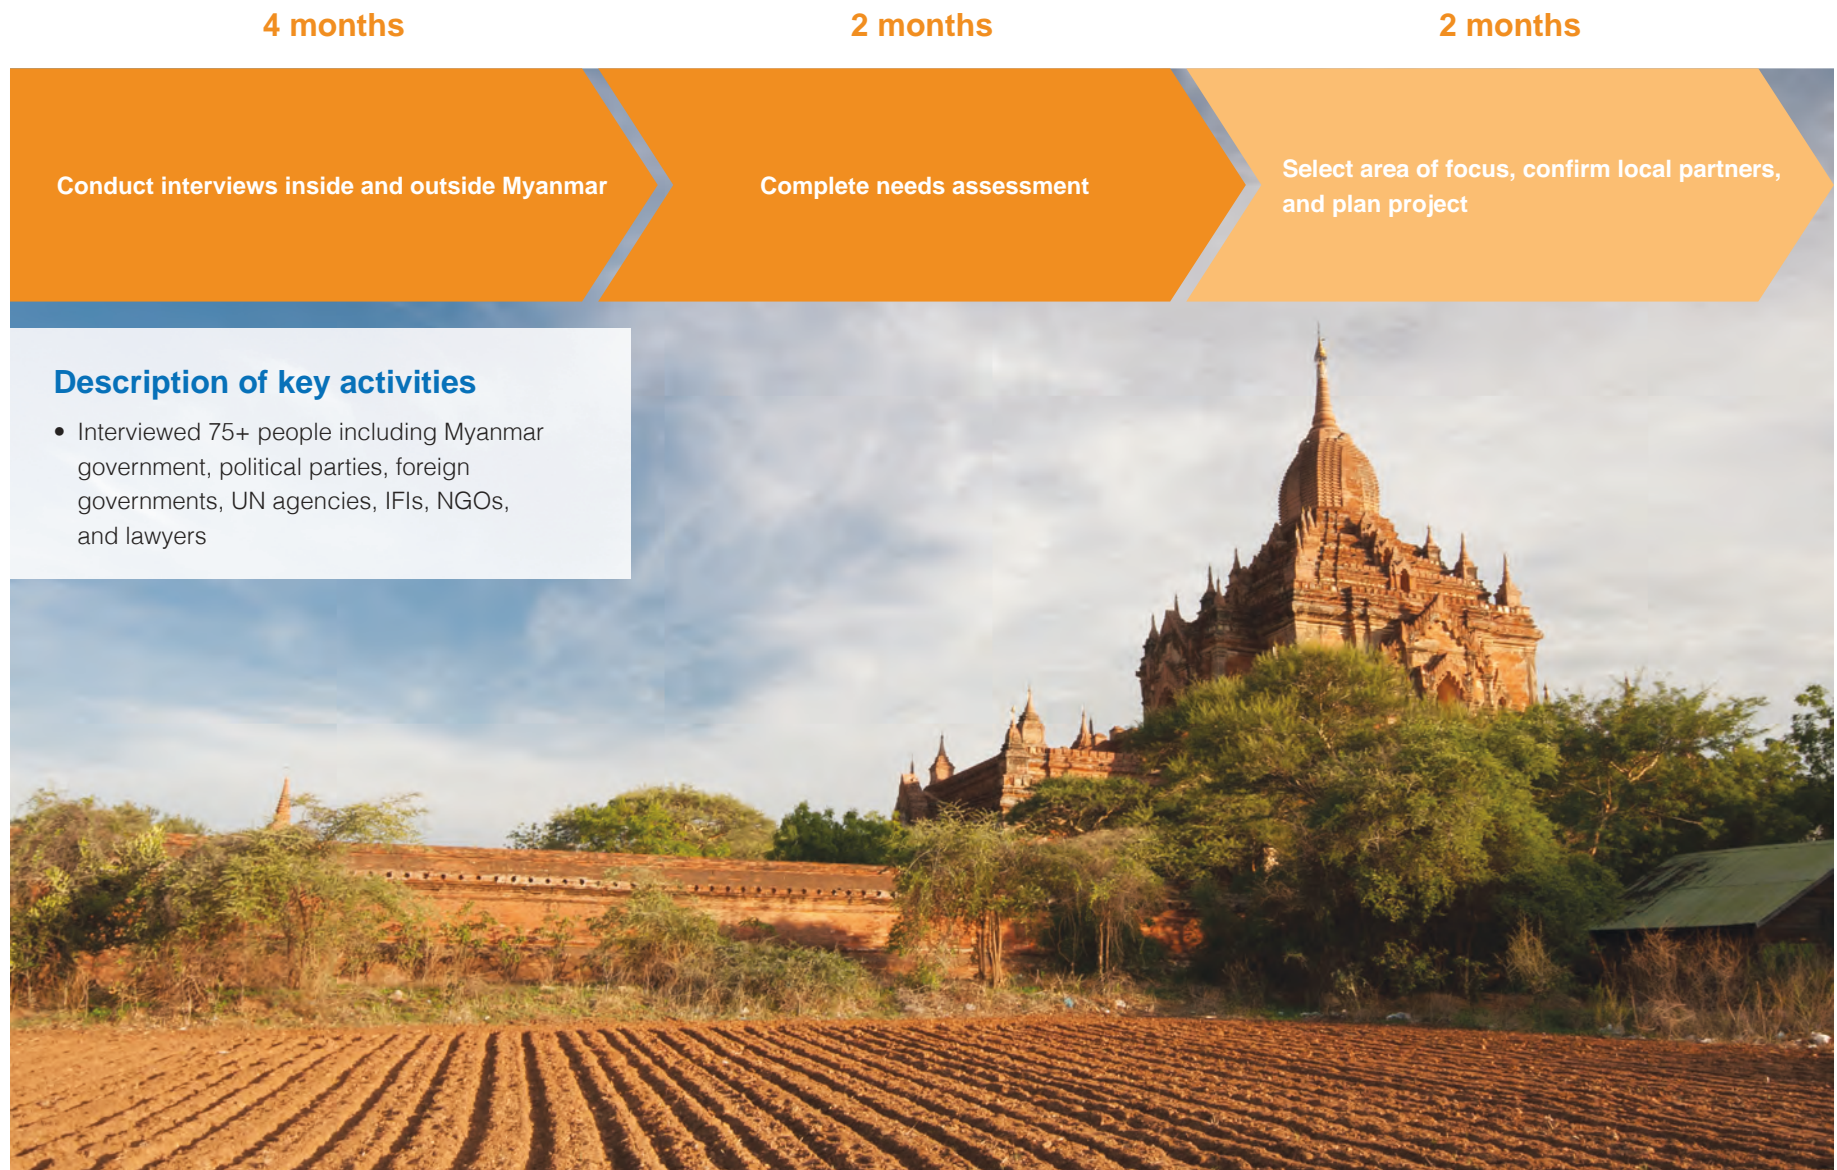 4 months
2 months
2 months
Conduct interviews inside and outside Myanmar
Complete needs assessment
Select area of focus, confirm local partners,
and plan project
Description of key activities
• Interviewed 75+ people including Myanmar
government, political parties, foreign
governments, UN agencies, IFIs, NGOs,
and lawyers